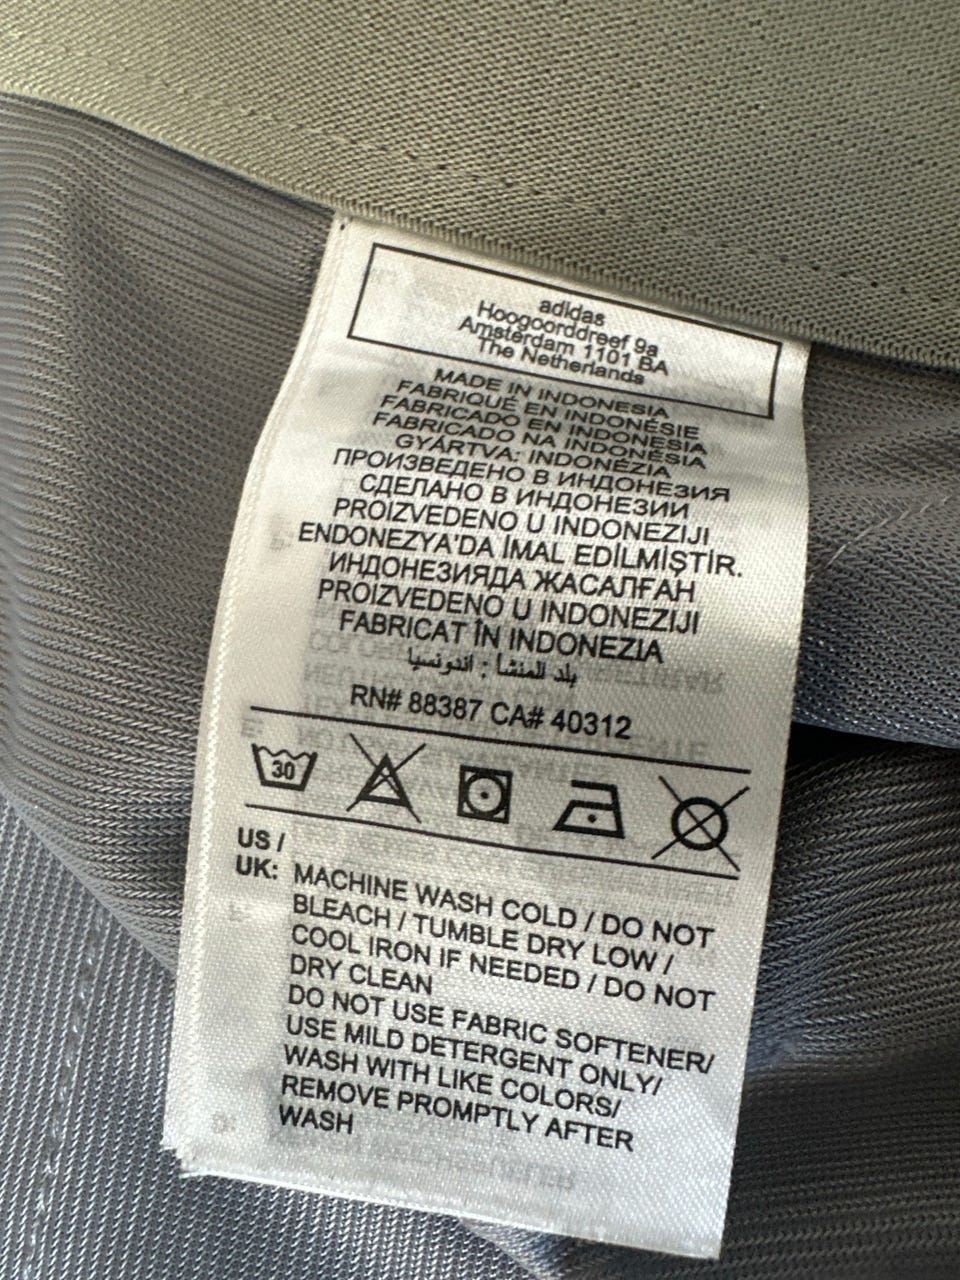 adidas
Hoogoorddreef 9a
Amsterdam 1101 BA
The Netherlands
MADE IN INDONESIA
FABRIQUÉ EN INDONÉSIE
FABRICADO EN INDONESIA
FABRICADO NA INDONÉSIA
GYÁRTVA: INDONÉZIA
ПРОИЗВЕДЕНО В ИНДОНЕЗИЯ
СДЕЛАНО В ИНДОНЕЗИИ
PROIZVEDENO U INDONEZIJI
ENDONEZYA'DA İMAL EDİLMİŞTİR.
ИНДОНЕЗИЯДА ЖАСАЛҒАН
PROIZVEDENO U INDONEZIJI
FABRICAT ÎN INDONEZIA
بلد المنشأ : اندونسيا
RN# 88387 CA# 40312
30
US /
UK: MACHINE WASH COLD / DO NOT
BLEACH / TUMBLE DRY LOW /
COOL IRON IF NEEDED / DO NOT
DRY CLEAN
DO NOT USE FABRIC SOFTENER/
USE MILD DETERGENT ONLY/
WASH WITH LIKE COLORS/
REMOVE PROMPTLY AFTER
WASH